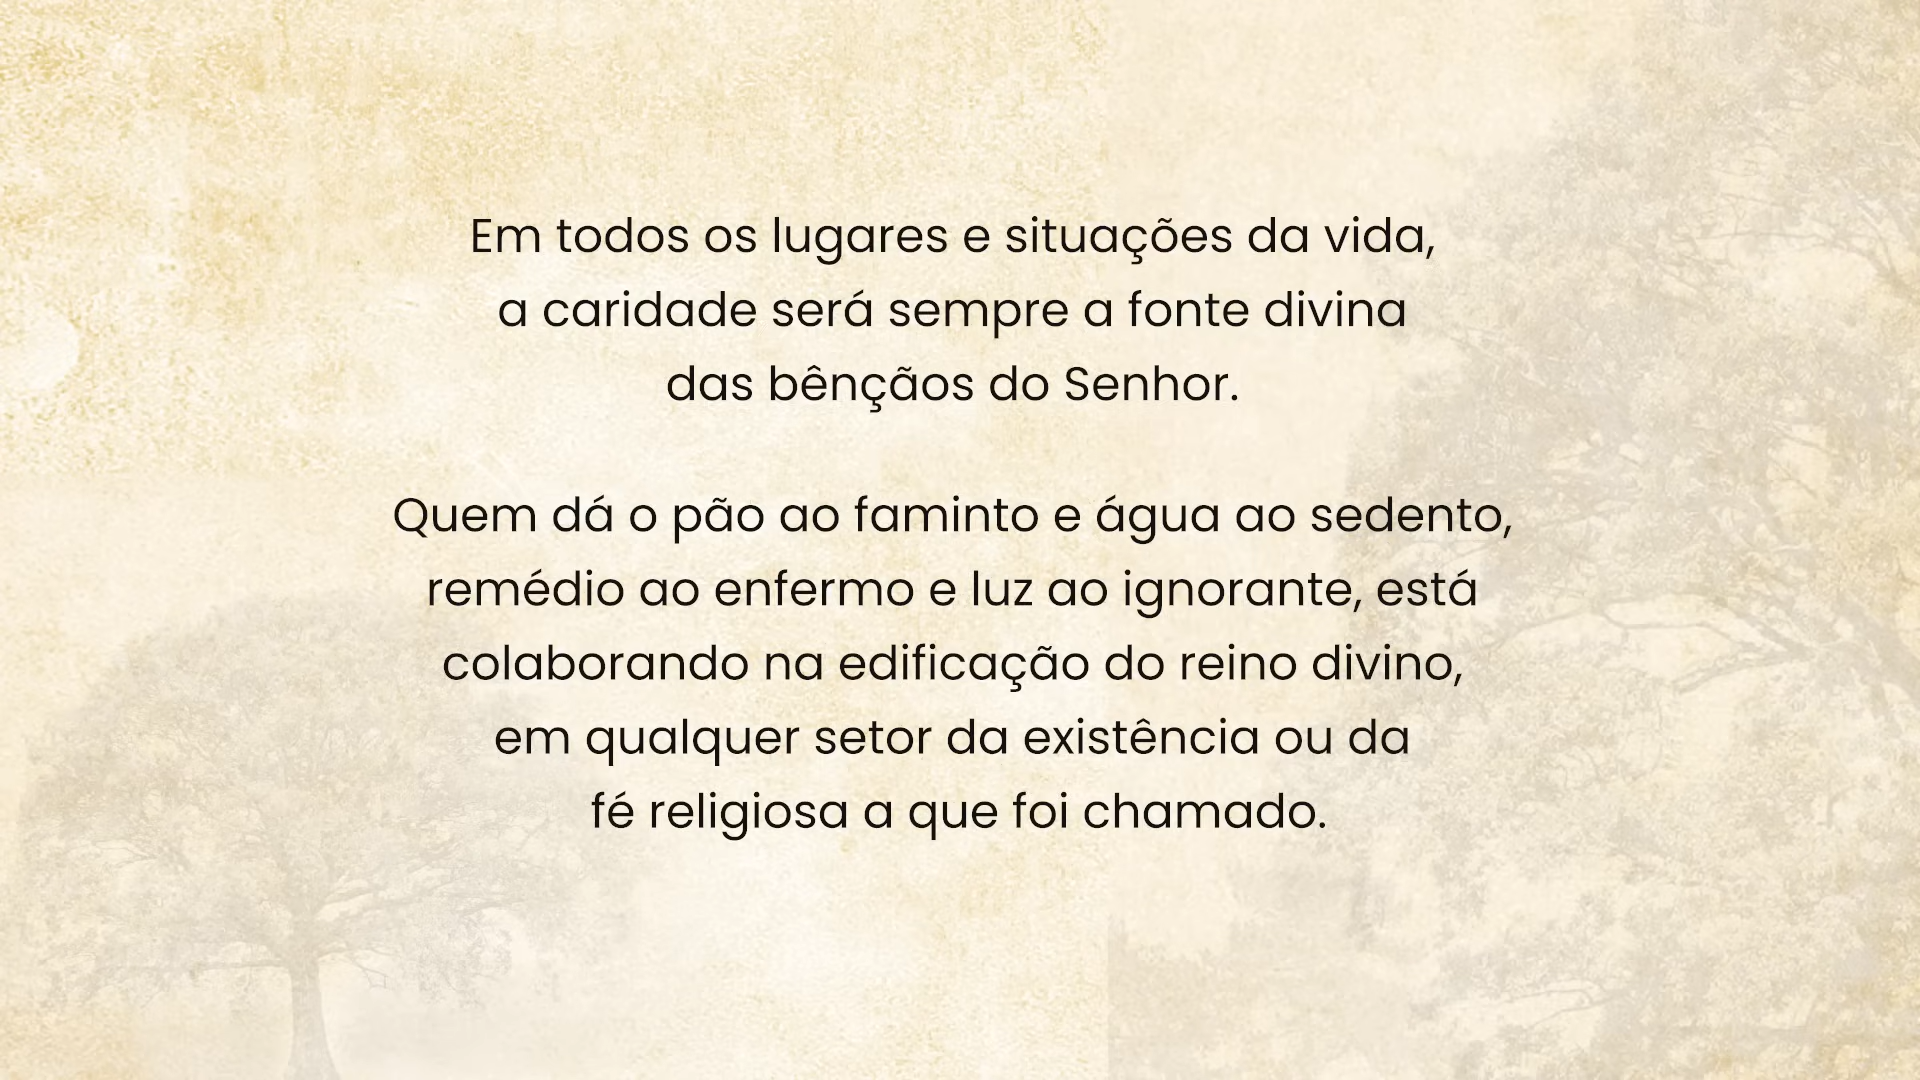 Em todos os lugares e situações da vida,
a caridade será sempre a fonte divina
das bênçãos do Senhor.
Quem dá o pão ao faminto e água ao sedento,
remédio ao enfermo e luz ao ignorante, está
colaborando na edificação do reino divino,
em qualquer setor da existência ou da
fé religiosa a que foi chamado.